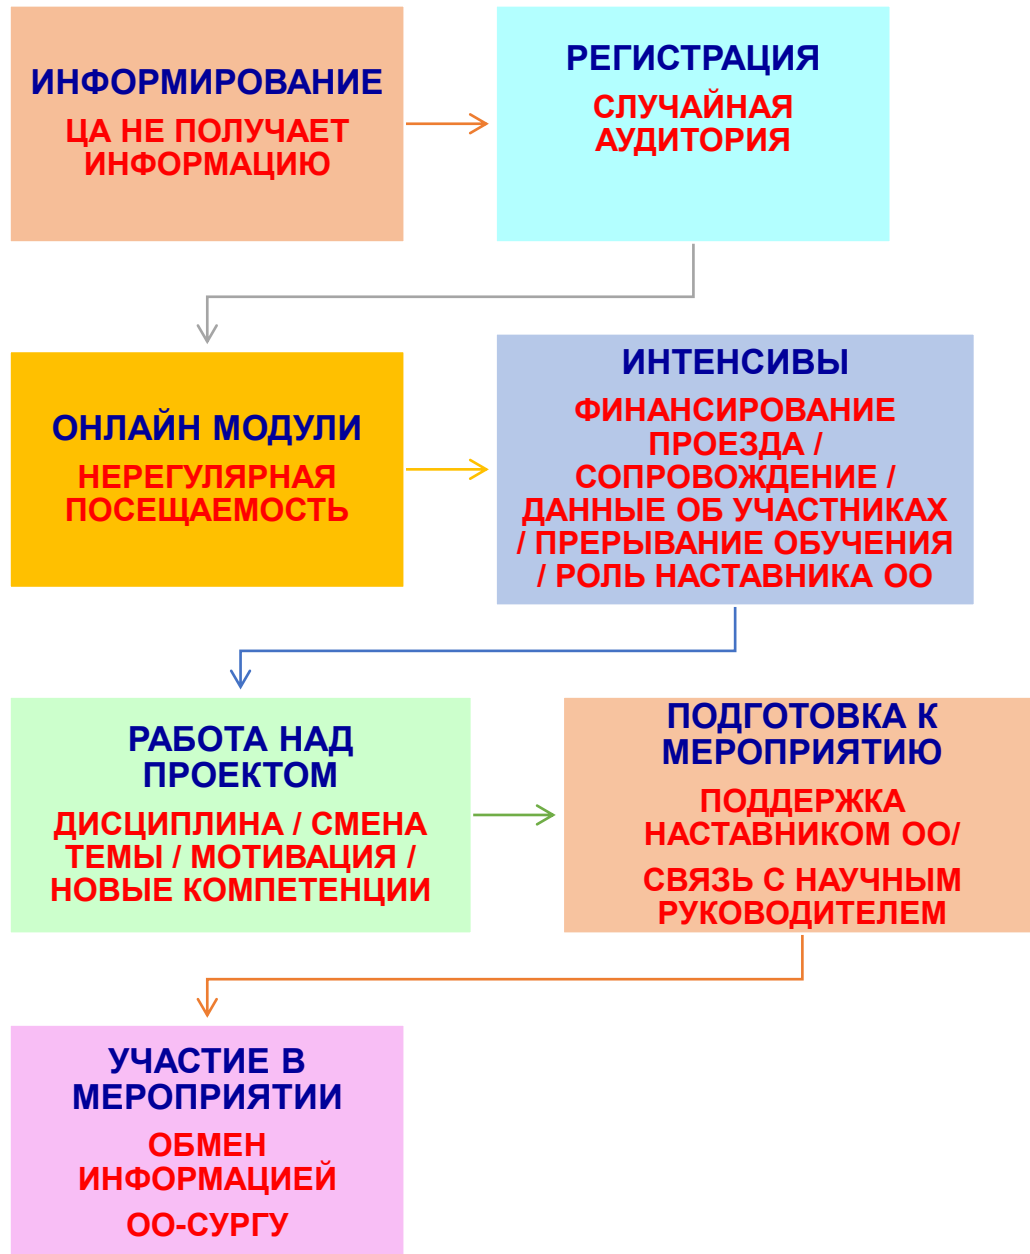 ИНФОРМИРОВАНИЕ
ЦА НЕ ПОЛУЧАЕТ
ИНФОРМАЦИЮ
РЕГИСТРАЦИЯ
СЛУЧАЙНАЯ
АУДИТОРИЯ
ОНЛАЙН МОДУЛИ
НЕРЕГУЛЯРНАЯ
ПОСЕЩАЕМОСТЬ
ИНТЕНСИВЫ
ФИНАНСИРОВАНИЕ
ПРОЕЗДА /
СОПРОВОЖДЕНИЕ /
ДАННЫЕ ОБ УЧАСТНИКАХ
/ ПРЕРЫВАНИЕ ОБУЧЕНИЯ
/ РОЛЬ НАСТАВНИКА ОО
РАБОТА НАД
ПРОЕКТОМ
ДИСЦИПЛИНА / СМЕНА
ТЕМЫ / МОТИВАЦИЯ /
НОВЫЕ КОМПЕТЕНЦИИ
ПОДГОТОВКА К
МЕРОПРИЯТИЮ
ПОДДЕРЖКА
НАСТАВНИКОМ ОО/
СВЯЗЬ С НАУЧНЫМ
РУКОВОДИТЕЛЕМ
УЧАСТИЕ В
МЕРОПРИЯТИИ
ОБМЕН
ИНФОРМАЦИЕЙ
ОО-СУРГУ